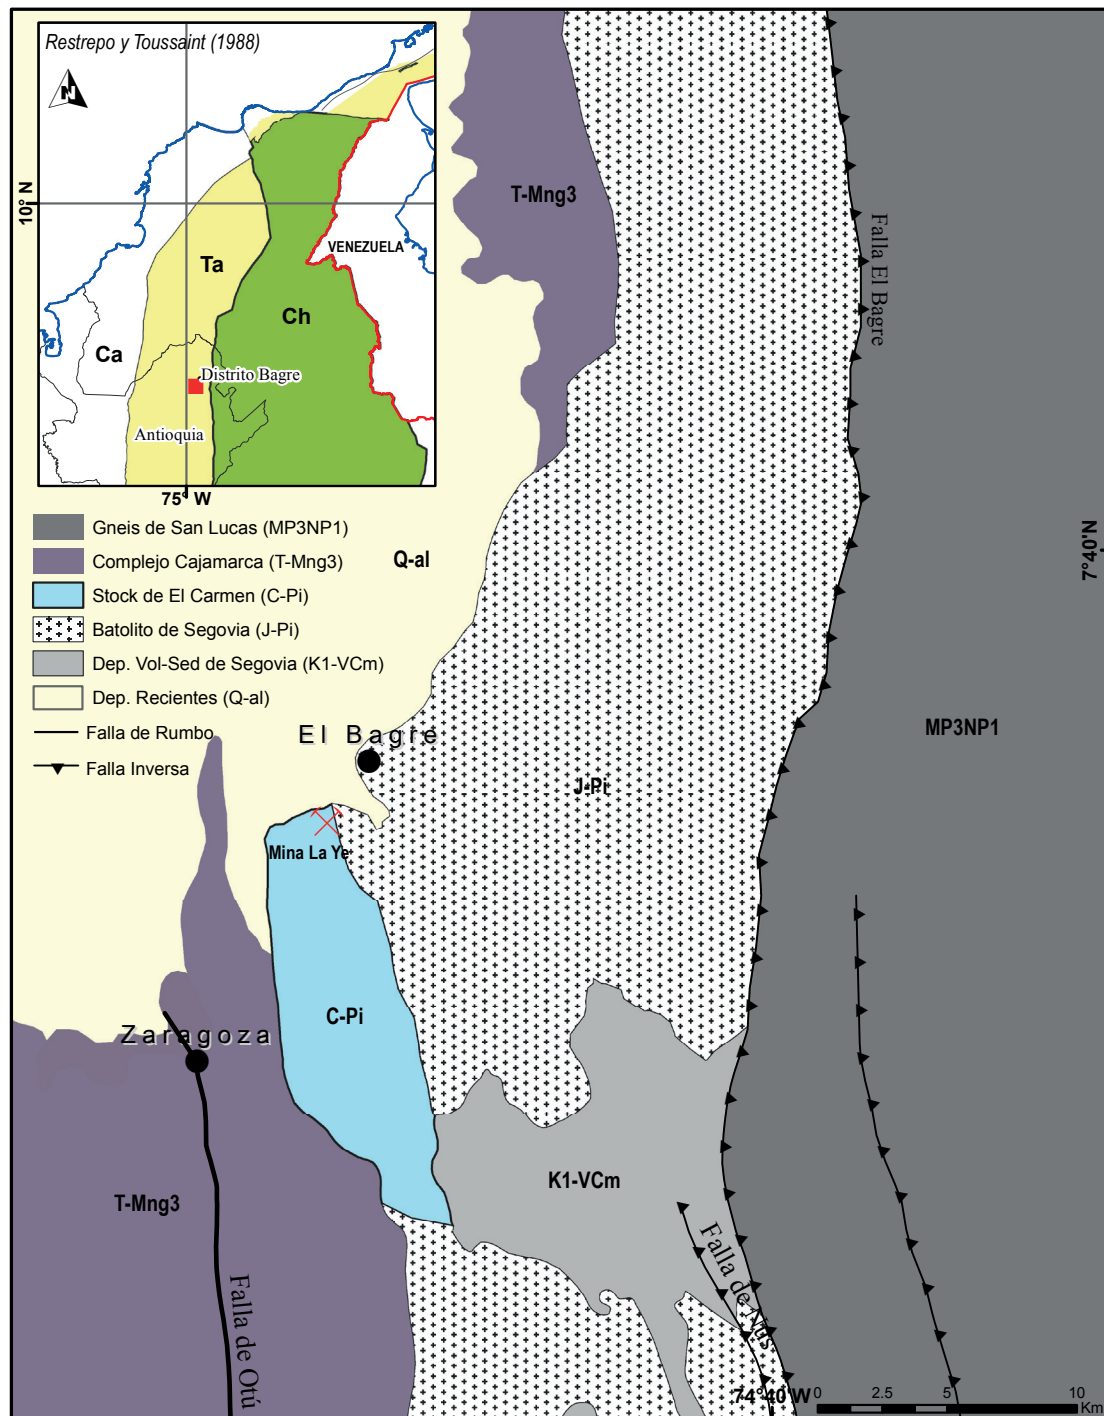 Restrepo y Toussaint (1988)
N
10° N
VENEZUELA
Ta
Ch
Ca
Distrito Bagre
Antioquia
75° W
T-Mng3
Falla El Bagre
Gneis de San Lucas (MP3NP1)
Complejo Cajamarca (T-Mng3)
Stock de El Carmen (C-Pi)
Batolito de Segovia (J-Pi)
Dep. Vol-Sed de Segovia (K1-VCm)
Dep. Recientes (Q-al)
Falla de Rumbo
Falla Inversa
Q-al
7°40'N
El Bagre
MP3NP1
J-Pi
Mina La Ye
C-Pi
Zaragoza
K1-VCm
T-Mng3
Falla de Nus
Falla de Otú
74°40'W
0 2.5 5 10
Km